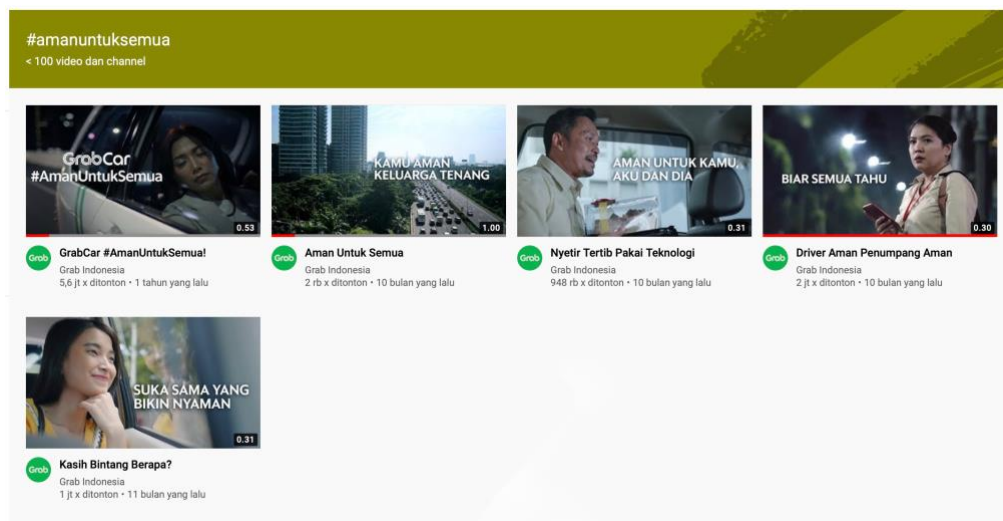 #amanuntuksemua
< 100 video dan channel
GrabCar
#AmanUntukSemua
0.53
KAMU AMAN
KELUARGA TENANG
1.00
AMAN UNTUK KAMU,
AKU DAN DIA
0.31
BIAR SEMUA TAHU
0.30
Grab
GrabCar #AmanUntukSemua!
Grab Indonesia
5,6 jt x ditonton • 1 tahun yang lalu
Grab
Aman Untuk Semua
Grab Indonesia
2 rb x ditonton • 10 bulan yang lalu
Grab
Nyetir Tertib Pakai Teknologi
Grab Indonesia
948 rb x ditonton • 10 bulan yang lalu
Grab
Driver Aman Penumpang Aman
Grab Indonesia
2 jt x ditonton • 10 bulan yang lalu
SUKA SAMA YANG
BIKIN NYAMAN
0.31
Grab
Kasih Bintang Berapa?
Grab Indonesia
1 jt x ditonton • 11 bulan yang lalu